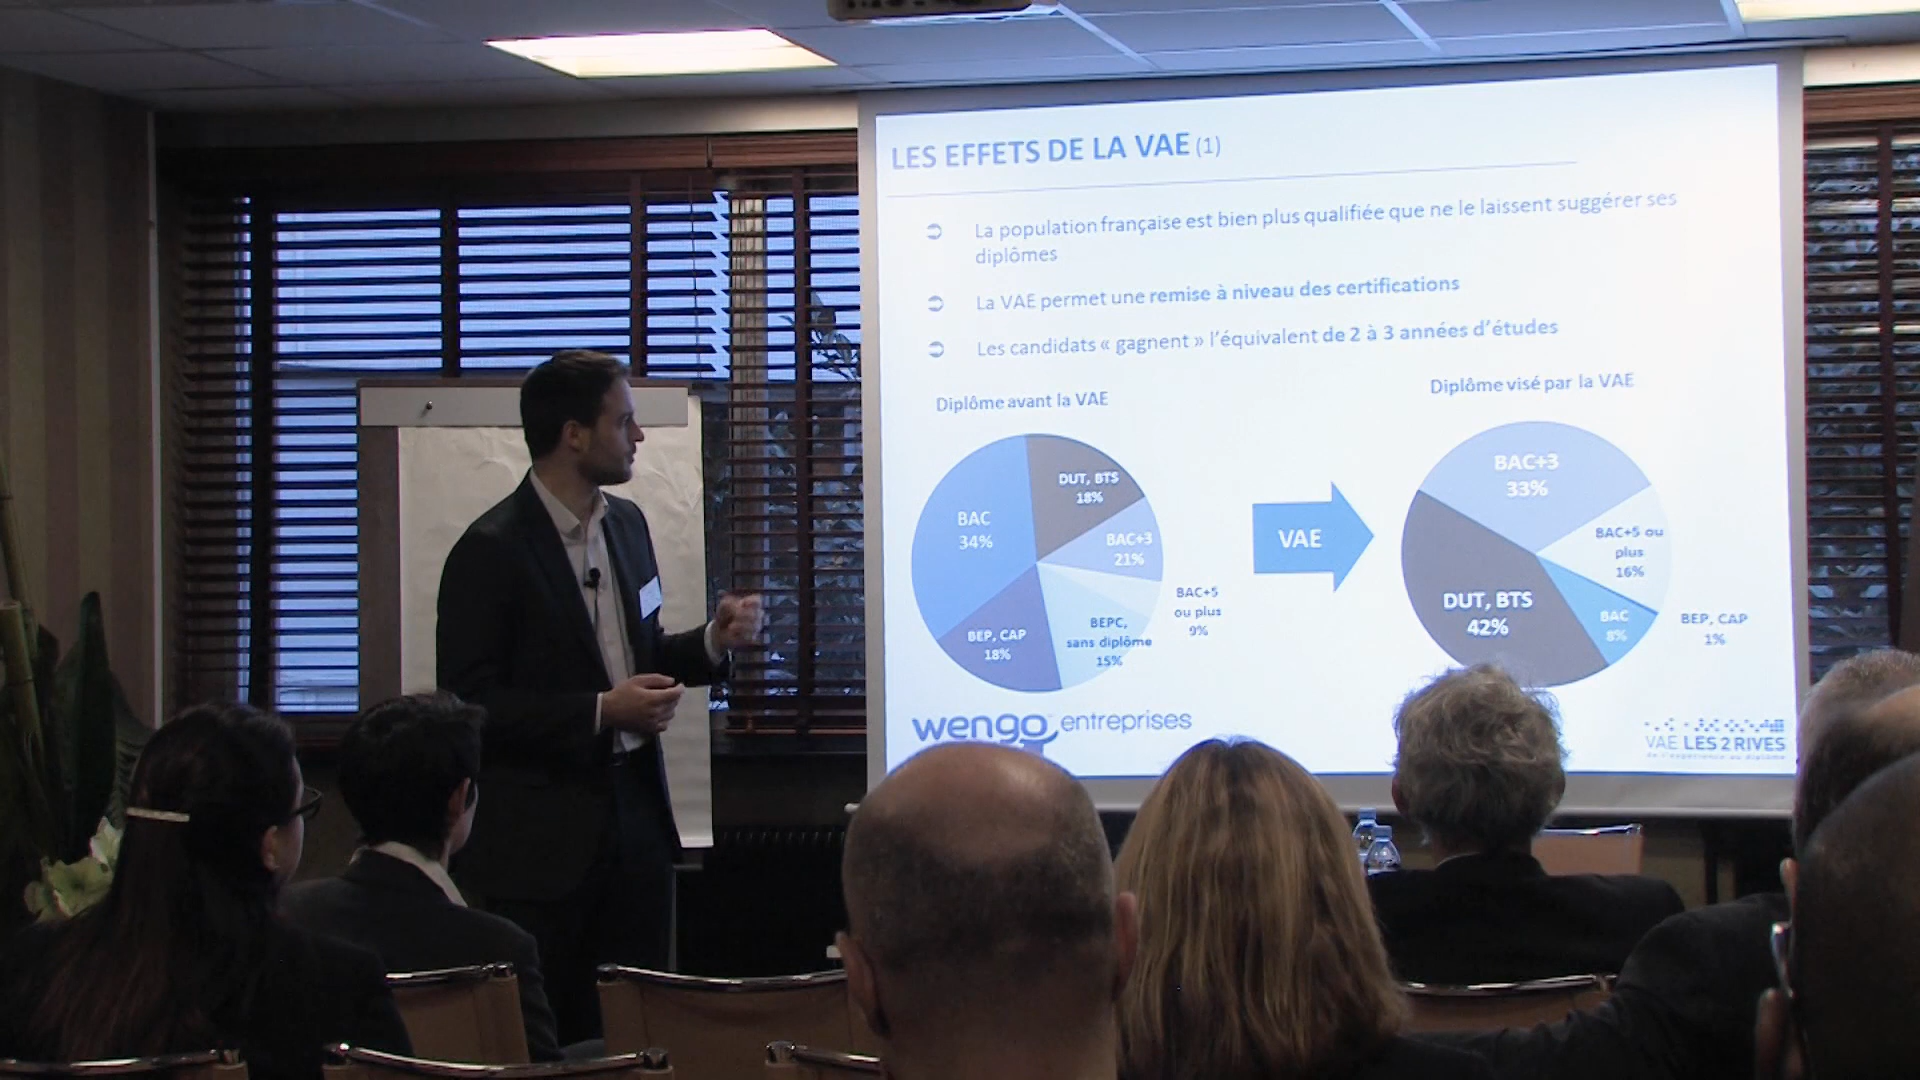 LES EFFETS DE LA VAE (1)
La population française est bien plus qualifiée que ne le laissent suggérer ses
diplômes
La VAE permet une remise à niveau des certifications
Les candidats « gagnent » l'équivalent de 2 à 3 années d'études
Diplôme avant la VAE
Diplôme visé par la VAE
DUT, BTS
18%
BAC
34%
BAC+3
21%
BAC+5
ou plus
9%
BEPC,
sans diplôme
15%
BEP, CAP
18%
VAE
BAC+3
33%
BAC+5 ou
plus
16%
DUT, BTS
42%
BAC
8%
BEP, CAP
1%
wengo entreprises
VAE LES 2 RIVES
de l'expérience au diplôme